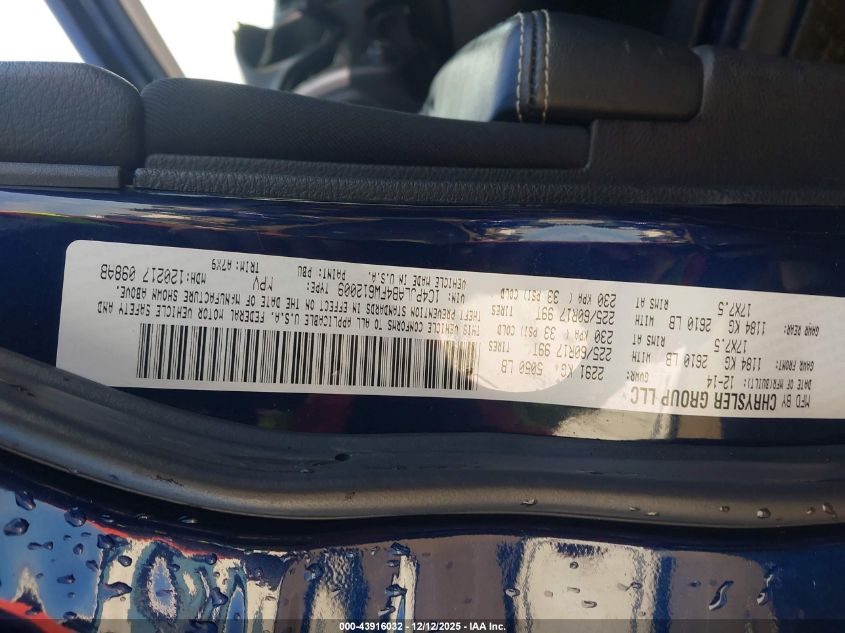 MFD BY
CHRYSLER GROUP LLC
DATE OF MFR(BUILT): 12-14 GVWR: 2291 KG ( 5050 LB
GAWR FRONT: 1184 KG 2610 LB WITH 225/60R17 99T TIRES
17X7.5 RIMS AT 230 KPA ( 33 PSI) COLD
GAWR REAR: 1184 KG 2610 LB WITH 225/60R17 99T TIRES
17X7.5 RIMS AT 230 KPA ( 33 PSI) COLD
THIS VEHICLE CONFORMS TO ALL APPLICABLE U.S.A. FEDERAL MOTOR VEHICLE SAFETY AND
THEFT PREVENTION STANDARDS IN EFFECT ON THE DATE OF MANUFACTURE SHOWN ABOVE.
VIN: 1C4PJLAB4FW612009 TYPE: MPV MDH:120217 098AB
VEHICLE MADE IN U.S.A. PAINT: PBU TRIM: A7X9
000-43916032 - 12/12/2025 - IAA Inc.